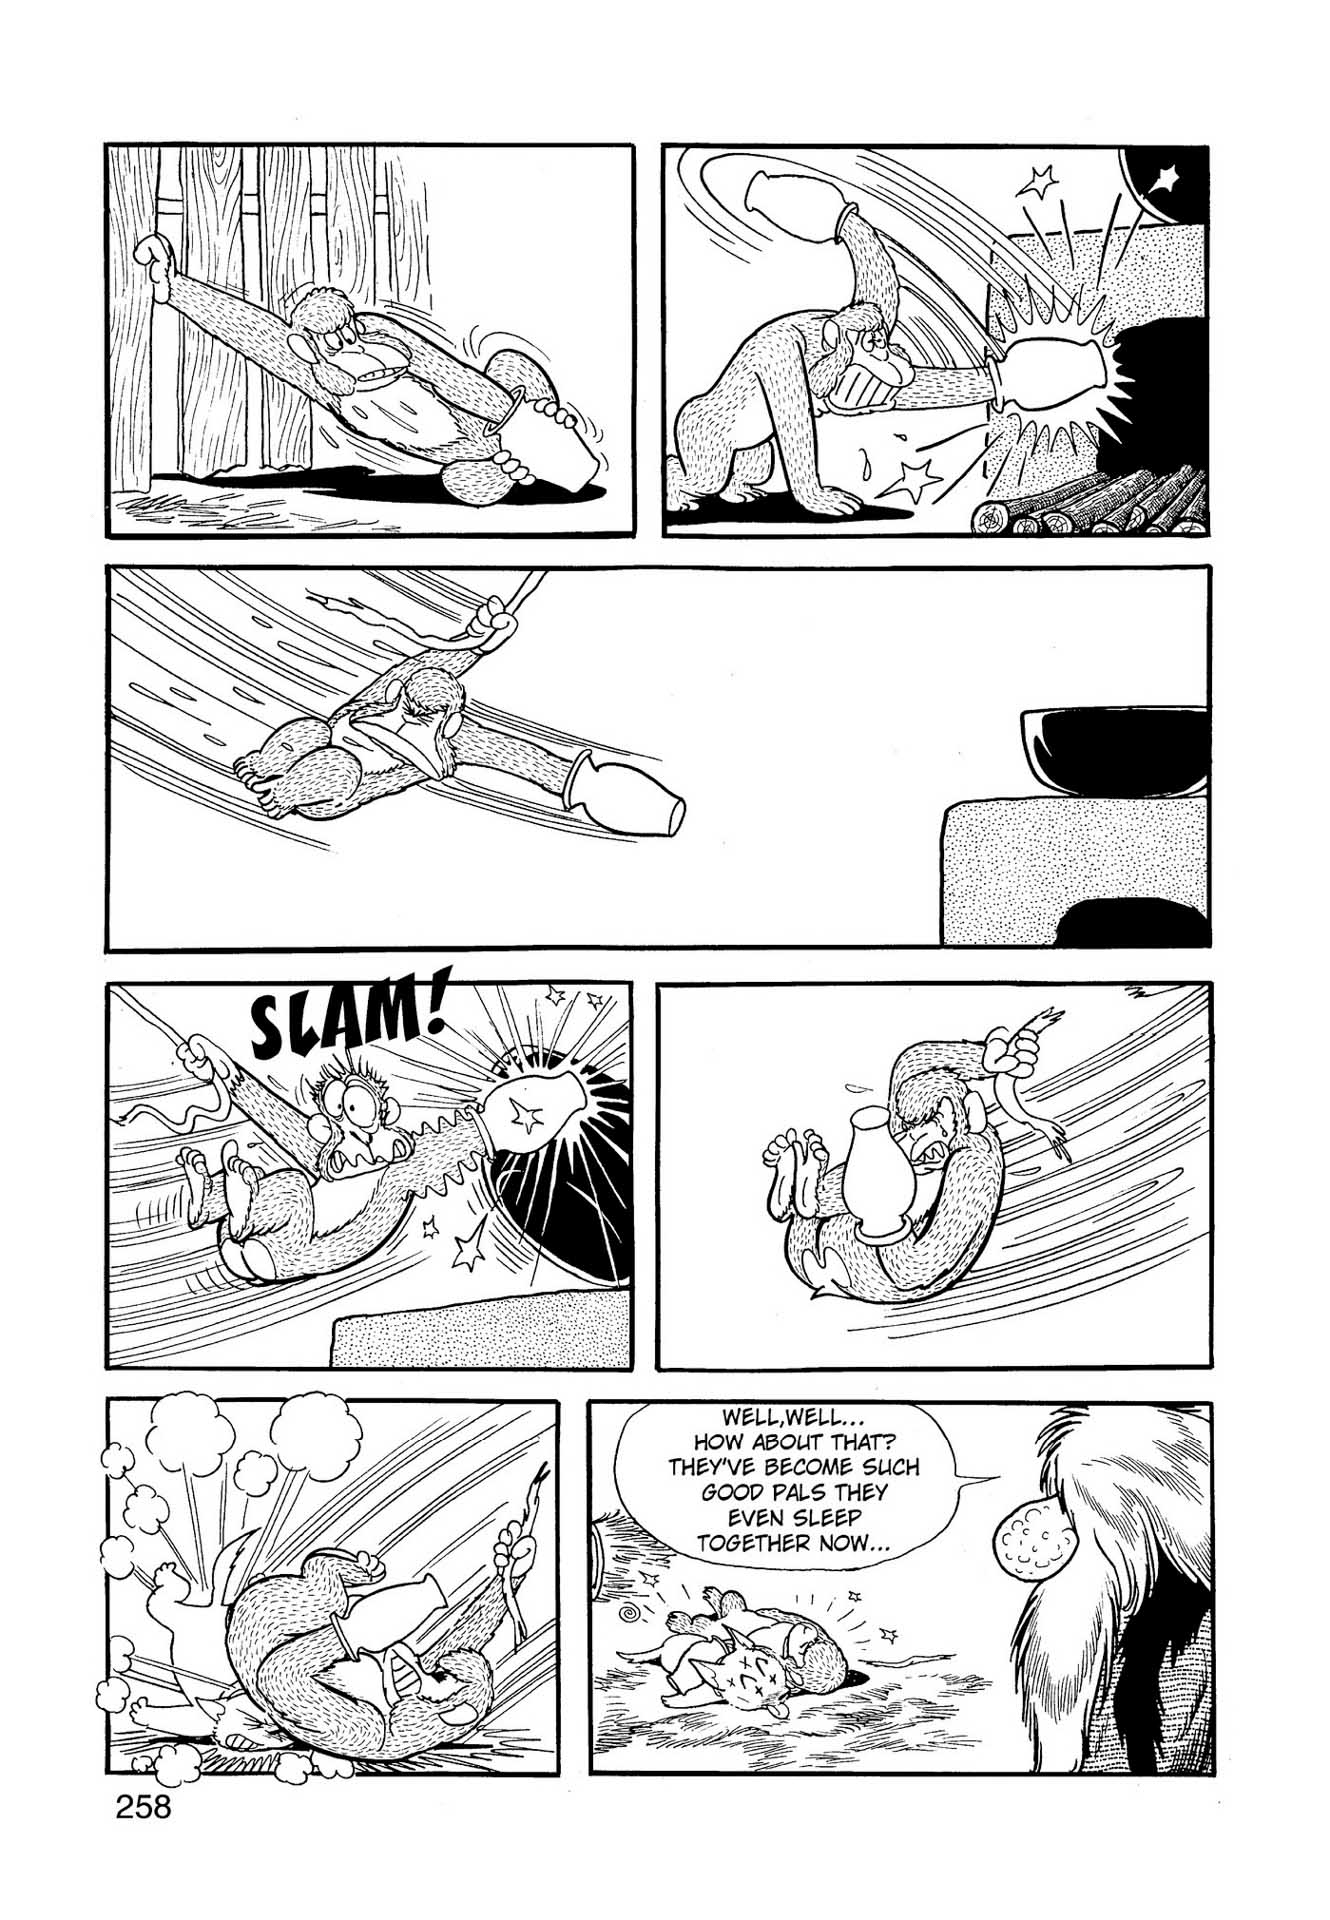 SLAM!
WELL,WELL...
HOW ABOUT THAT?
THEY'VE BECOME SUCH
GOOD PALS THEY
EVEN SLEEP
TOGETHER NOW...
258